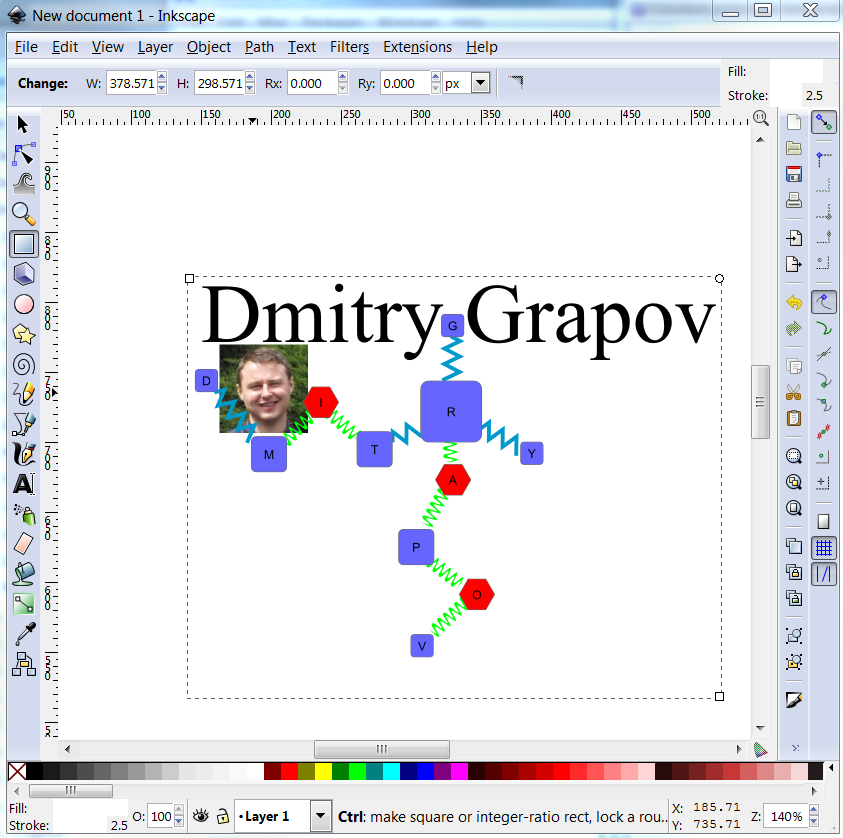 New document 1 - Inkscape
File Edit View Layer Object Path Text Filters Extensions Help
Change: W: 378.571 H: 298.571 Rx: 0.000 Ry: 0.000 px Fill:
Stroke: 2.5
50 100 150 200 250 300 350 400 450 500
1:1
Dmitry Grapov
G
D
I
R
M
T
Y
A
P
O
V
Fill:
Stroke: 2.5 O: 100 •Layer 1 Ctrl: make square or integer-ratio rect, lock a rou.. X: 185.71
Y: 735.71 Z: 140%